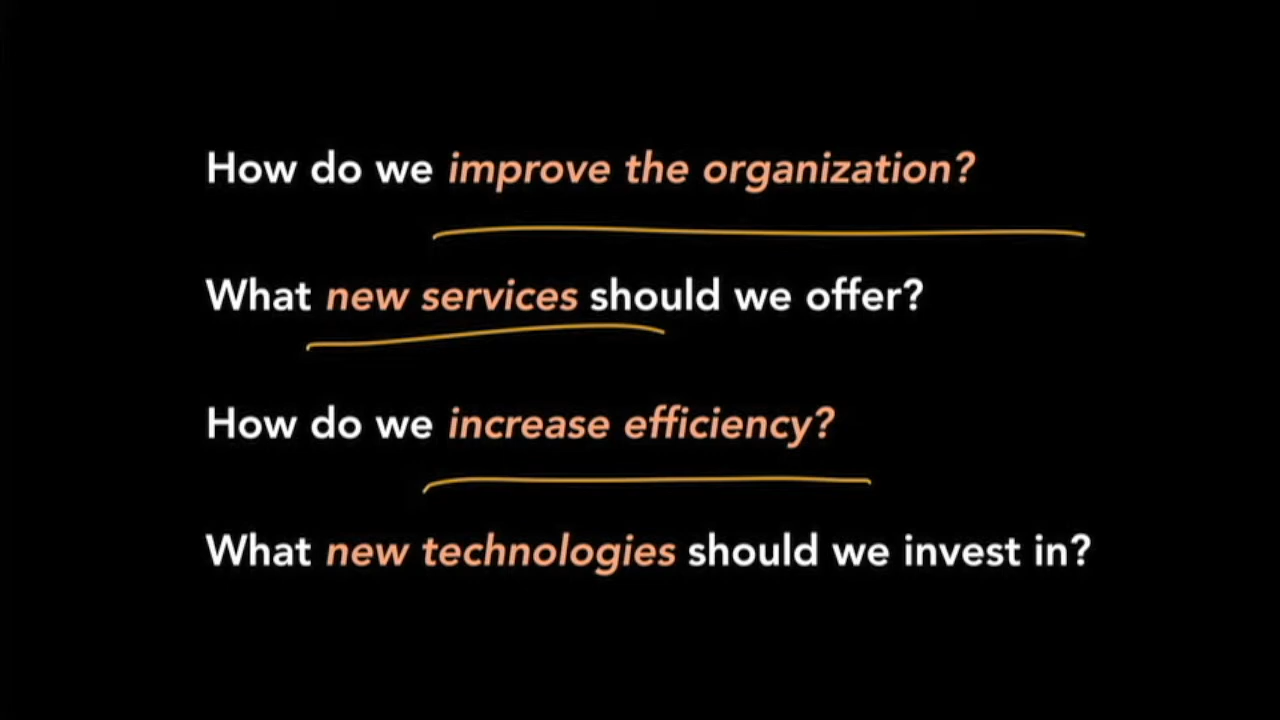 How do we improve the organization?
What new services should we offer?
How do we increase efficiency?
What new technologies should we invest in?